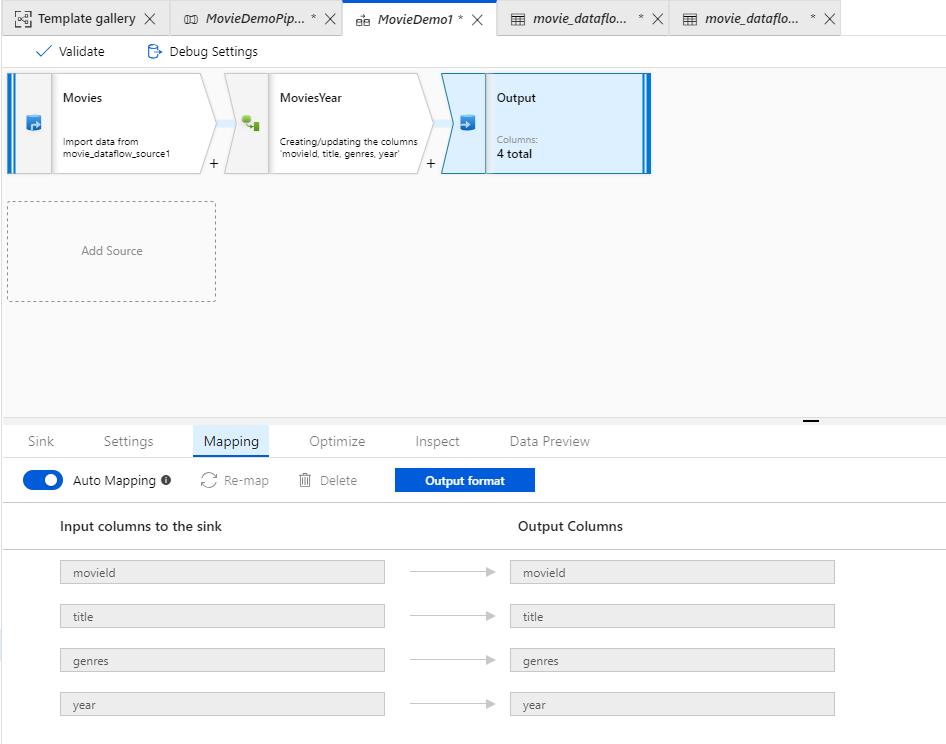 Template gallery
MovieDemoPip... *
MovieDemo1 *
movie_dataflo... *
movie_dataflo... *
Validate
Debug Settings
Movies
Import data from
movie_dataflow_source1
+
MoviesYear
Creating/updating the columns
'movieId, title, genres, year'
+
Output
Columns:
4 total
Add Source
Sink
Settings
Mapping
Optimize
Inspect
Data Preview
Auto Mapping
Re-map
Delete
Output format
Input columns to the sink
Output Columns
movieId
movieId
title
title
genres
genres
year
year